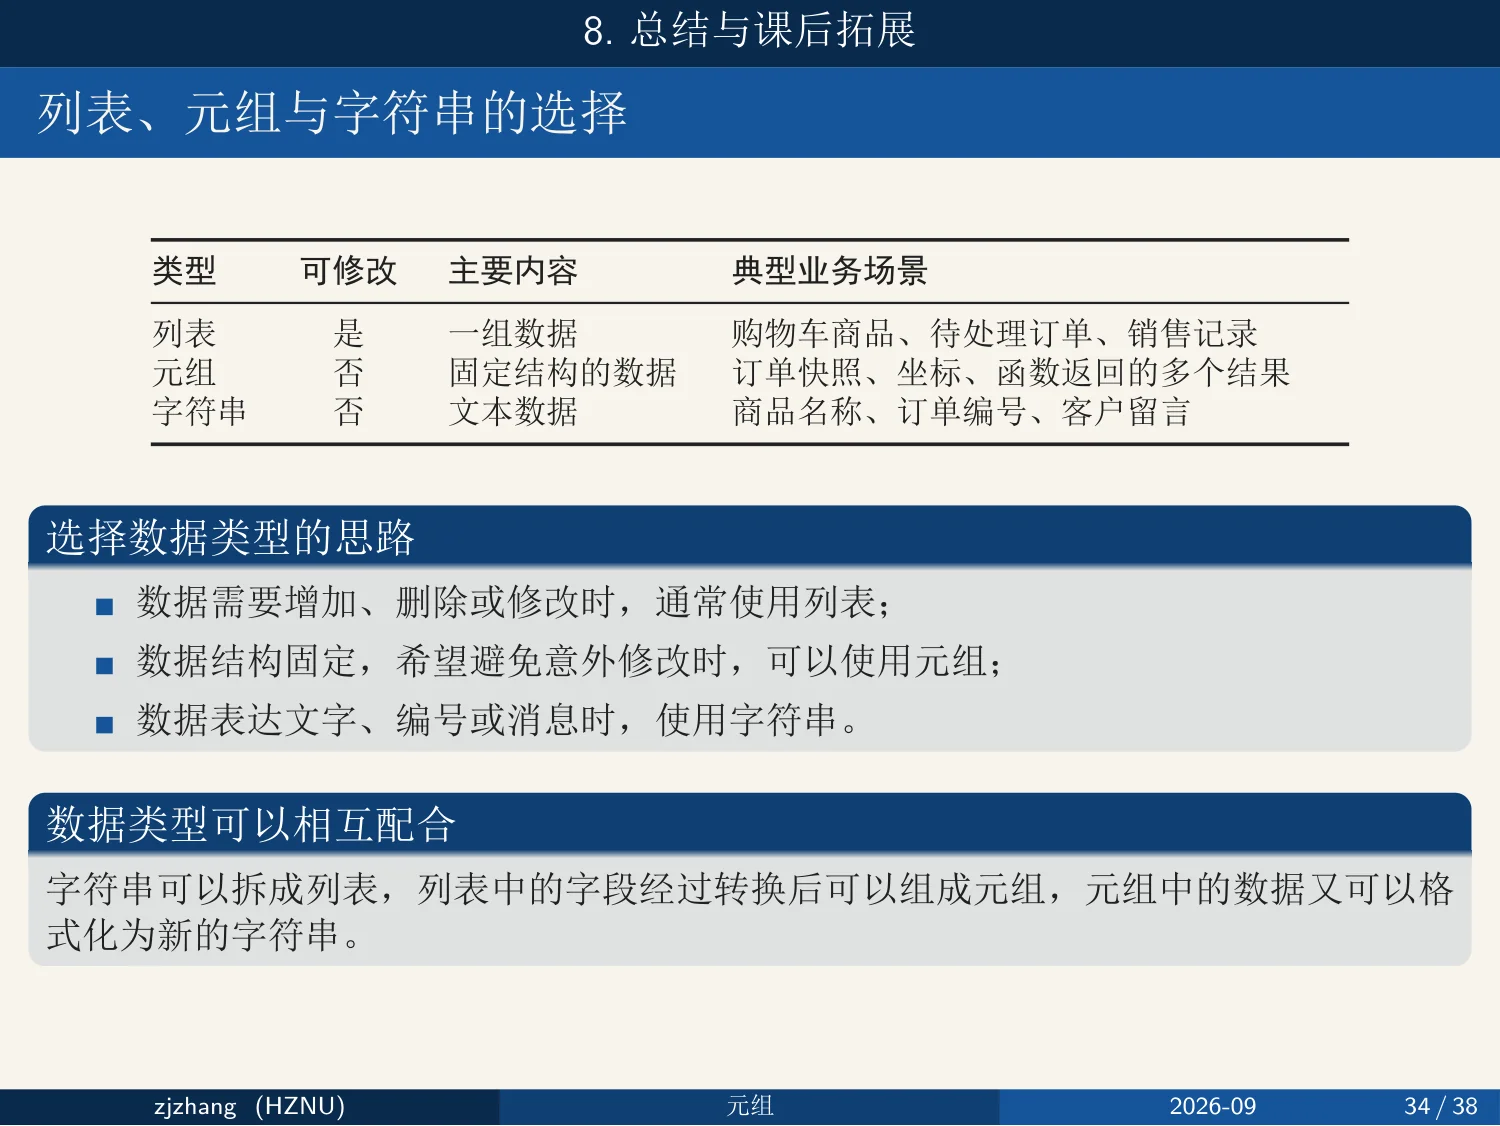 8. 总结与课后拓展
列表、元组与字符串的选择
类型 可修改 主要内容 典型业务场景
列表 是 一组数据 购物车商品、待处理订单、销售记录
元组 否 固定结构的数据 订单快照、坐标、函数返回的多个结果
字符串 否 文本数据 商品名称、订单编号、客户留言
选择数据类型的思路
数据需要增加、删除或修改时，通常使用列表；
数据结构固定，希望避免意外修改时，可以使用元组；
数据表达文字、编号或消息时，使用字符串。
数据类型可以相互配合
字符串可以拆成列表，列表中的字段经过转换后可以组成元组，元组中的数据又可以格
式化为新的字符串。
zjzhang (HZNU) 元组 2026-09 34 / 38